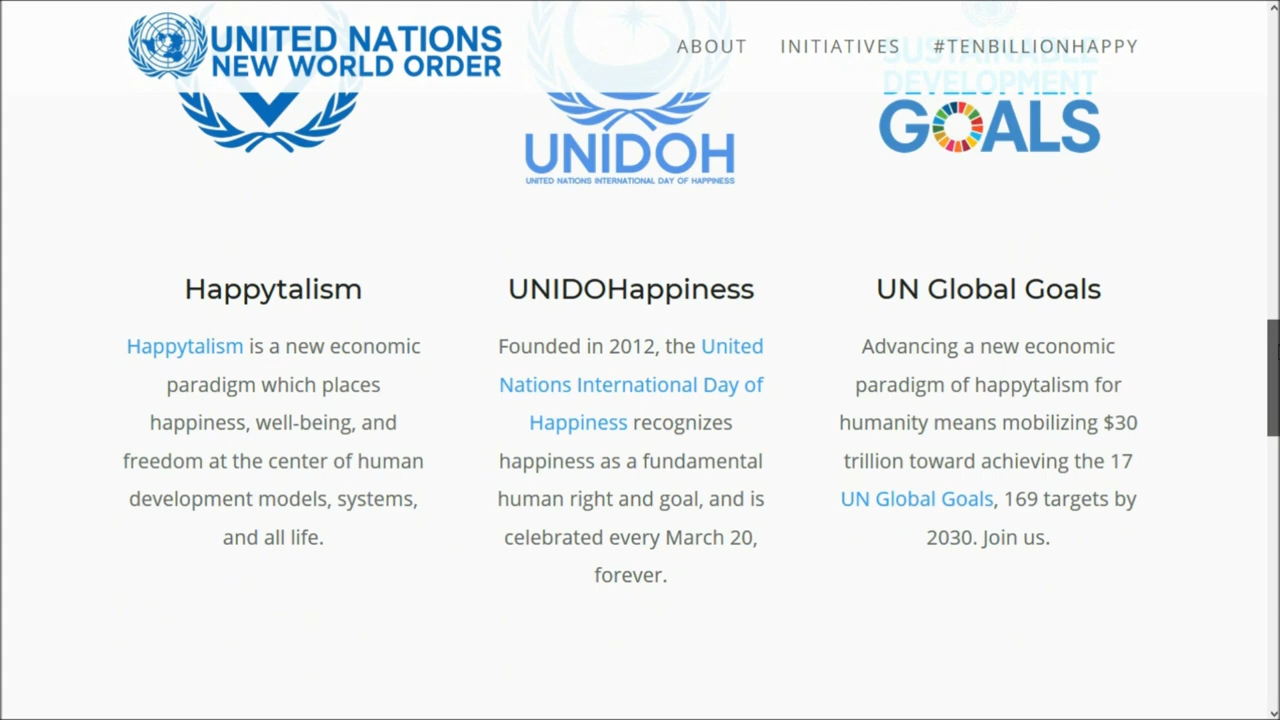 UNITED NATIONS
NEW WORLD ORDER
ABOUT INITIATIVES #TENBILLIONHAPPY
SUSTAINABLE
DEVELOPMENT
GOALS
UNIDOH
UNITED NATIONS INTERNATIONAL DAY OF HAPPINESS
Happytalism
Happytalism is a new economic
paradigm which places
happiness, well-being, and
freedom at the center of human
development models, systems,
and all life.
UNIDOHappiness
Founded in 2012, the United
Nations International Day of
Happiness recognizes
happiness as a fundamental
human right and goal, and is
celebrated every March 20,
forever.
UN Global Goals
Advancing a new economic
paradigm of happytalism for
humanity means mobilizing $30
trillion toward achieving the 17
UN Global Goals, 169 targets by
2030. Join us.